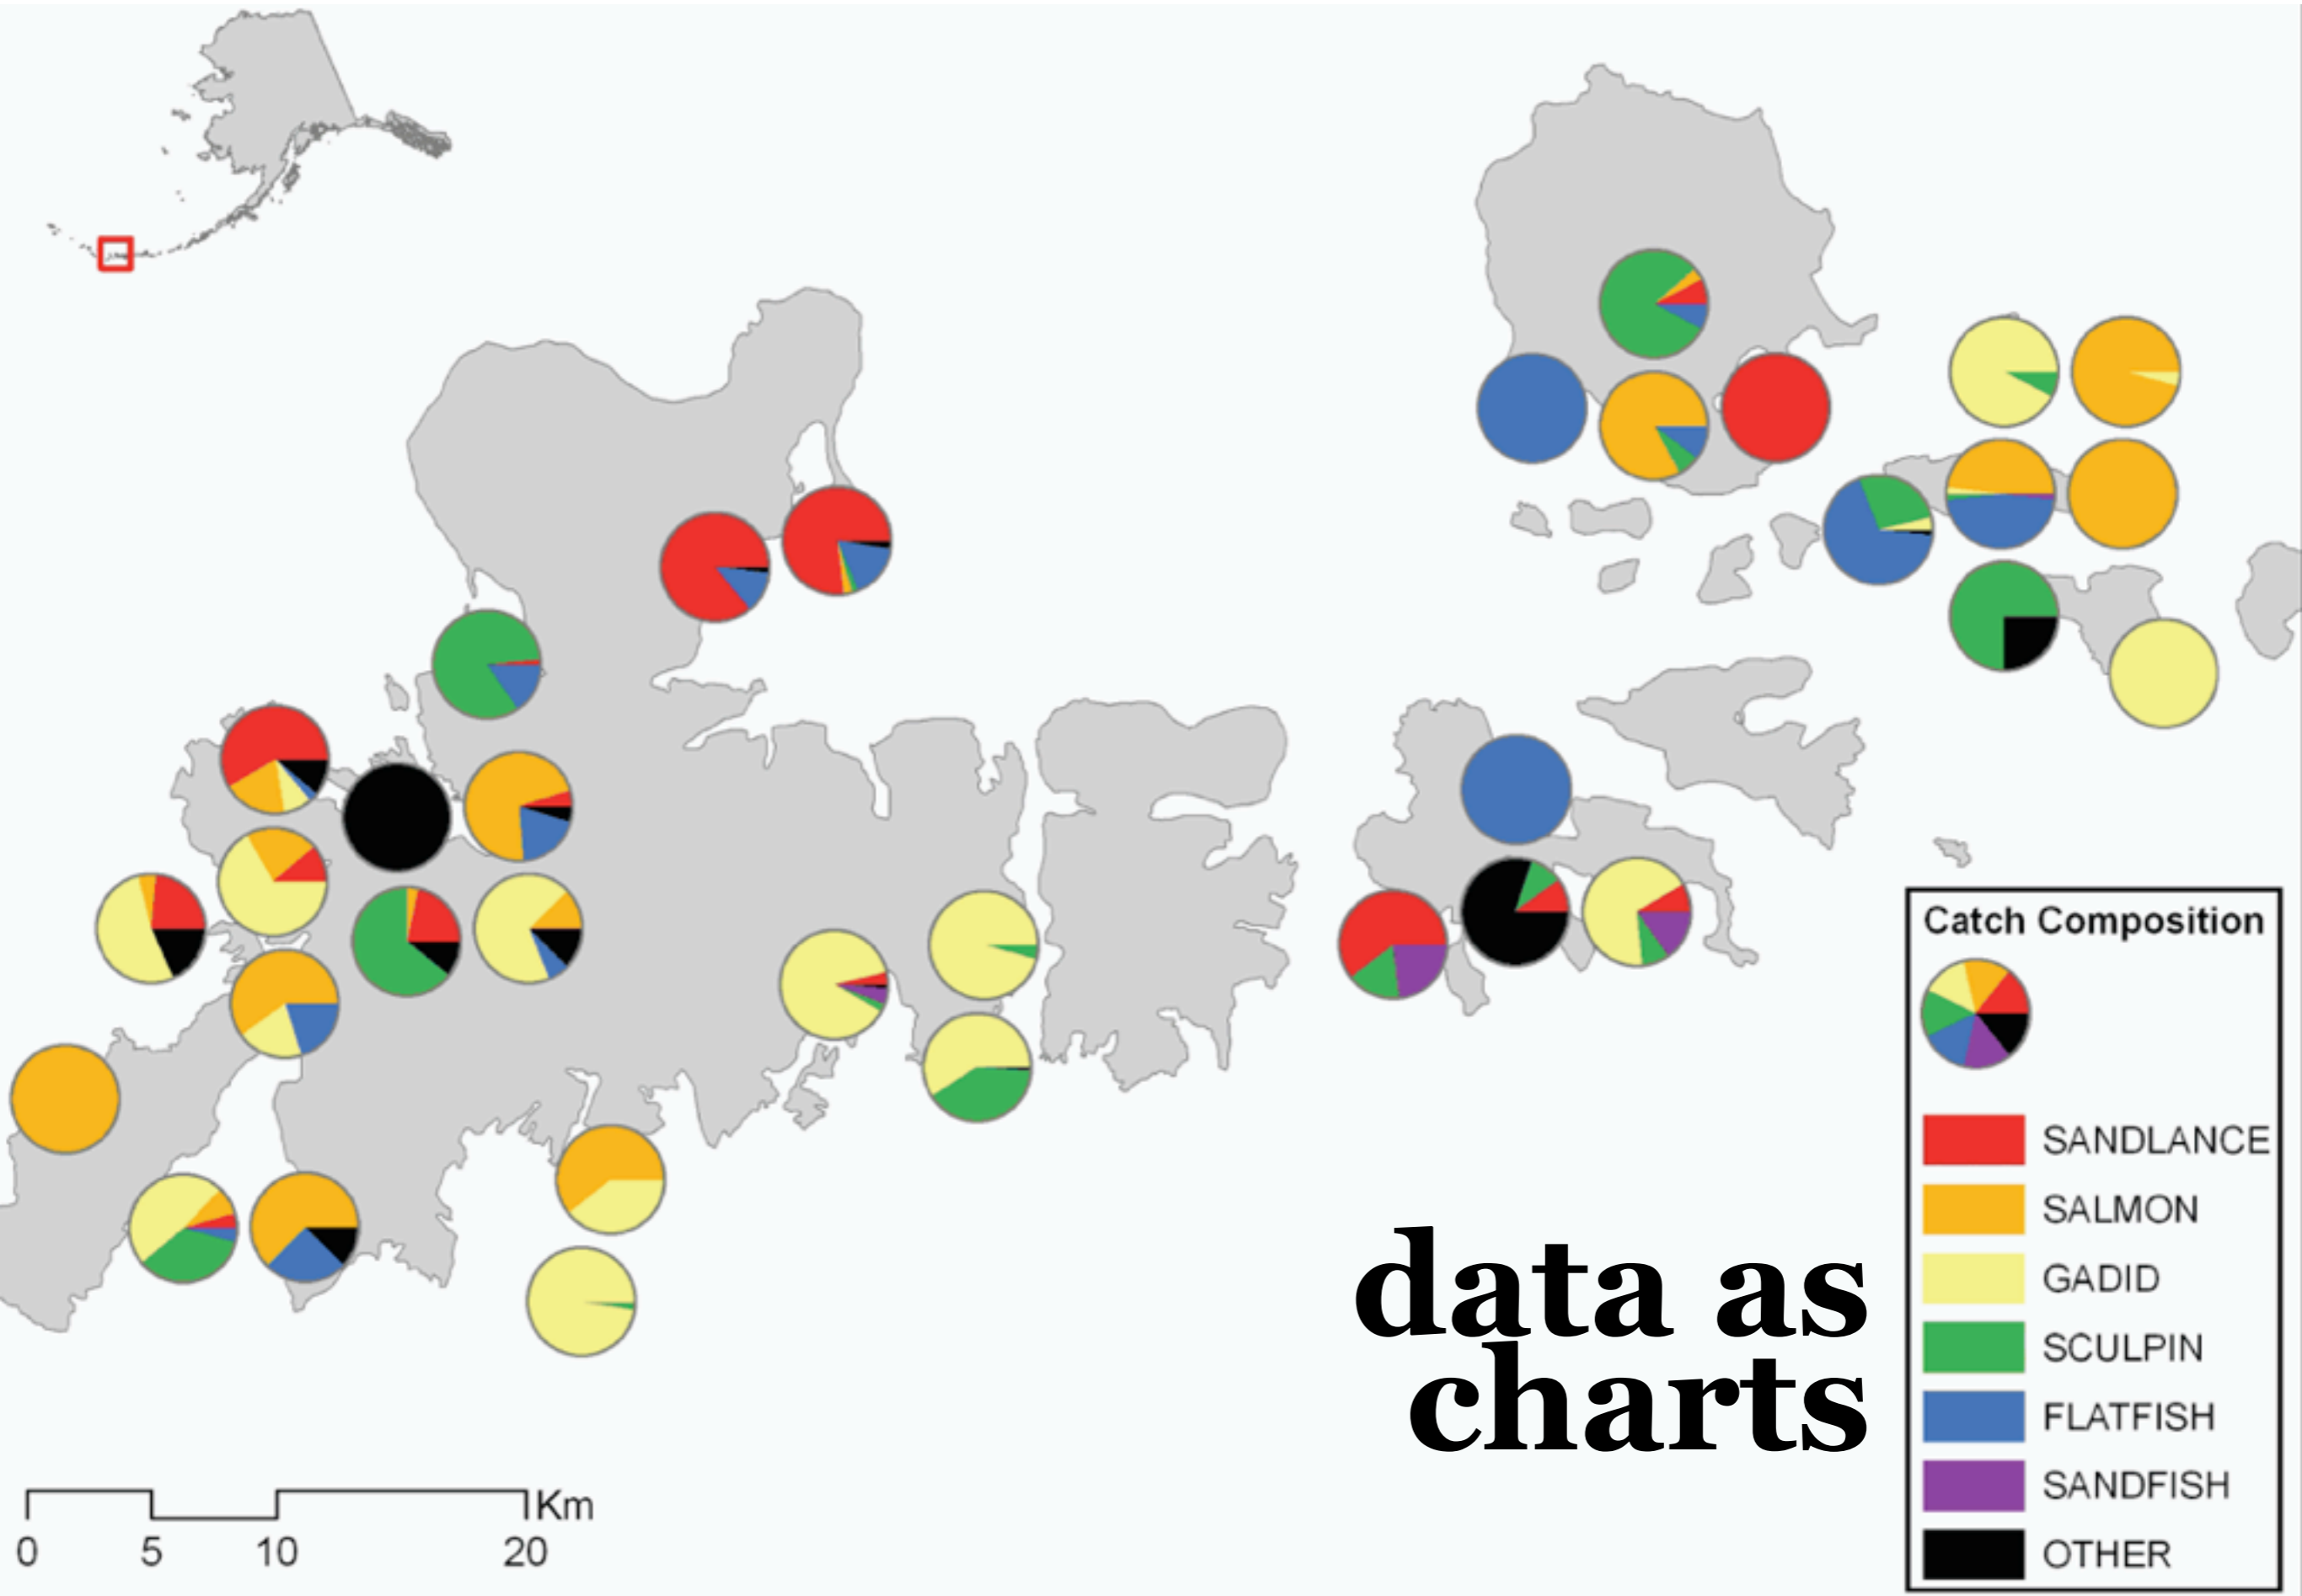 data as
charts
Catch Composition
SANDLANCE
SALMON
GADID
SCULPIN
FLATFISH
SANDFISH
OTHER
Km
0 5 10 20